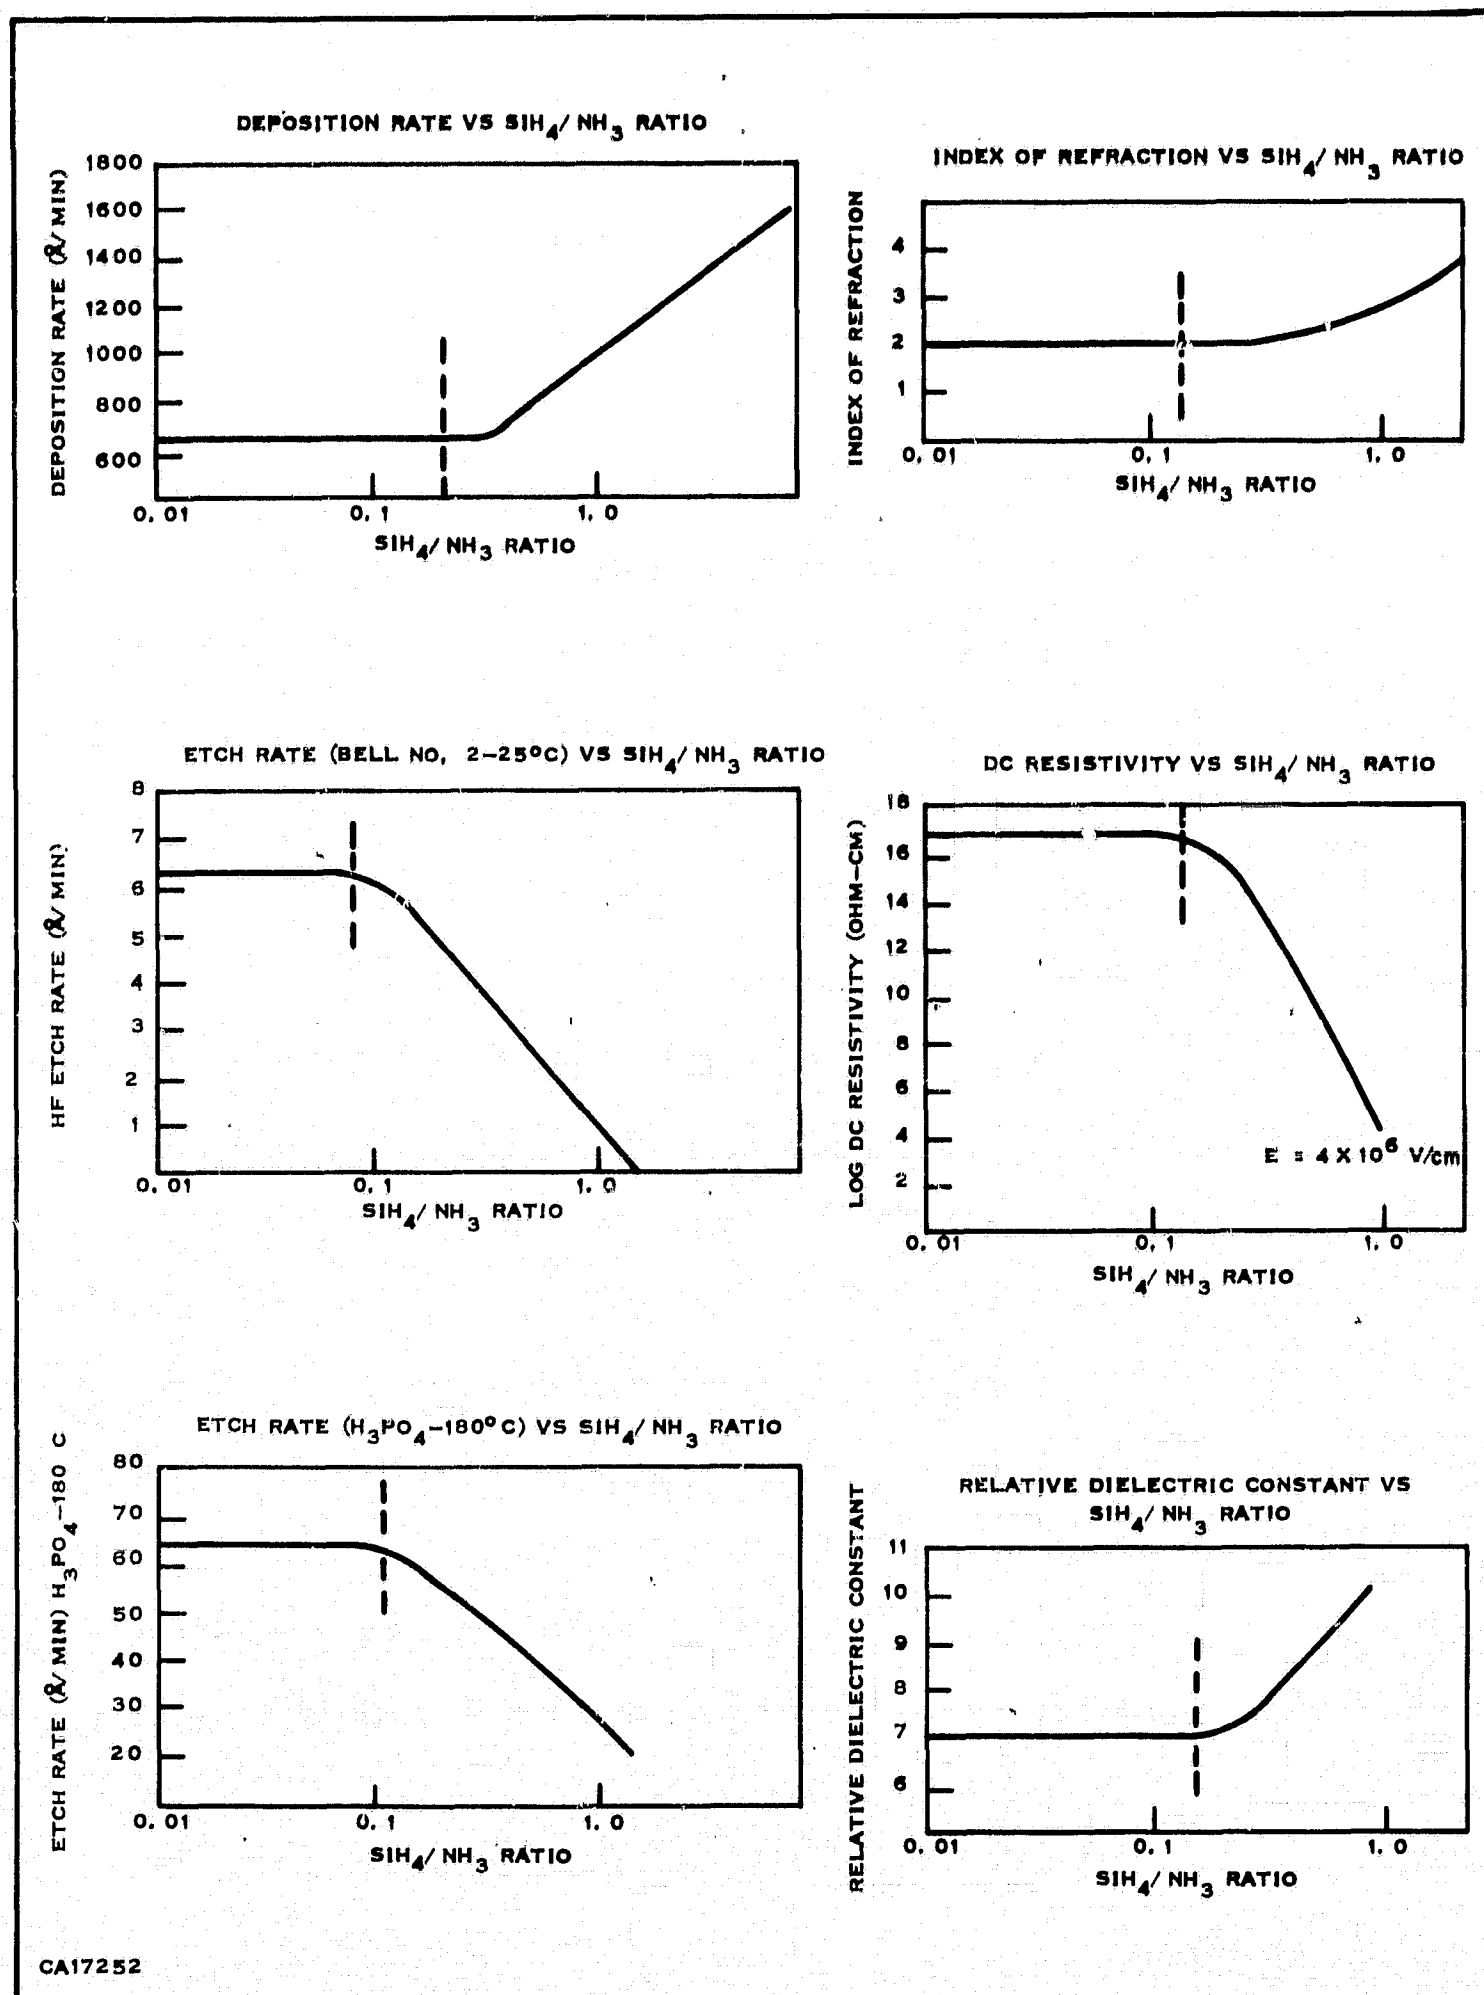 DEPOSITION RATE VS SIH4/ NH3 RATIO
DEPOSITION RATE (Å/ MIN)
1800
1600
1400
1200
1000
800
600
0.01 0.1 1.0
SIH4/ NH3 RATIO
INDEX OF REFRACTION VS SIH4/ NH3 RATIO
INDEX OF REFRACTION
4
3
2
1
0.01 0.1 1.0
SIH4/ NH3 RATIO
ETCH RATE (BELL NO, 2-25°C) VS SIH4/ NH3 RATIO
HF ETCH RATE (Å/ MIN)
8
7
6
5
4
3
2
1
0.01 0.1 1.0
SIH4/ NH3 RATIO
DC RESISTIVITY VS SIH4/ NH3 RATIO
LOG DC RESISTIVITY (OHM-CM)
18
16
14
12
10
8
6
4
2
E = 4 X 10^6 V/cm
0.01 0.1 1.0
SIH4/ NH3 RATIO
ETCH RATE (H3PO4-180°C) VS SIH4/ NH3 RATIO
ETCH RATE (Å/ MIN) H3PO4-180 C
80
70
60
50
40
30
20
0.01 0.1 1.0
SIH4/ NH3 RATIO
RELATIVE DIELECTRIC CONSTANT VS
SIH4/ NH3 RATIO
RELATIVE DIELECTRIC CONSTANT
11
10
9
8
7
6
0.01 0.1 1.0
SIH4/ NH3 RATIO
CA17252